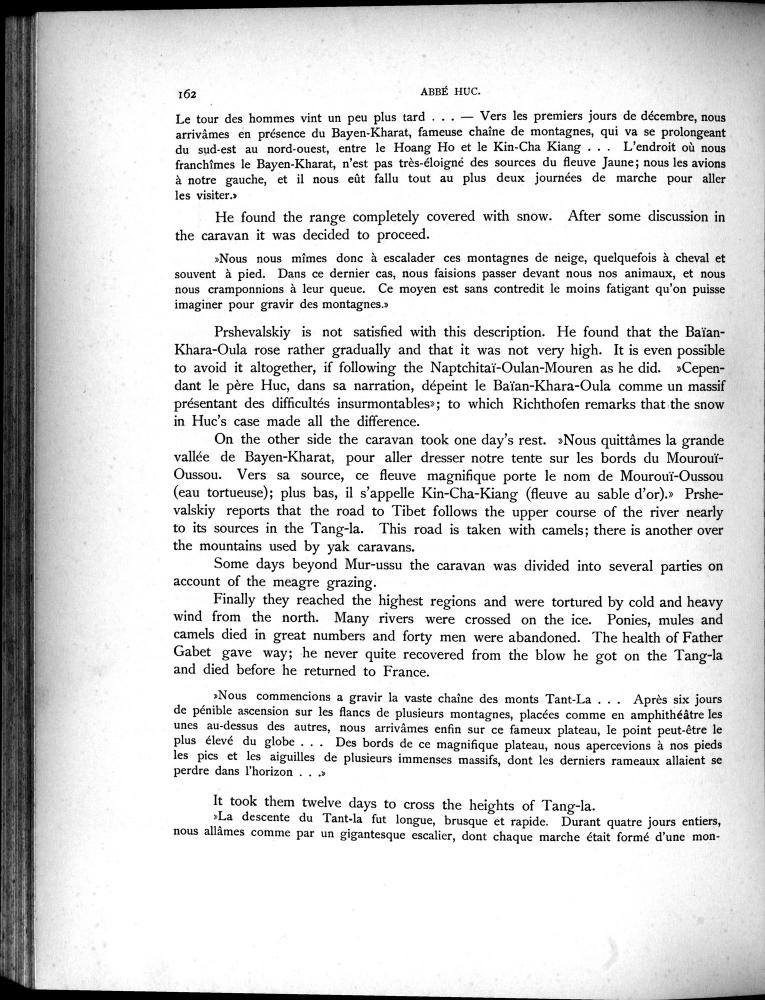 162
ABBÉ HUC.
Le tour des hommes vint un peu plus tard . . . — Vers les premiers jours de décembre, nous
arrivâmes en présence du Bayen-Kharat, fameuse chaîne de montagnes, qui va se prolongeant
du sud-est au nord-ouest, entre le Hoang Ho et le Kin-Cha Kiang . . . L'endroit où nous
franchîmes le Bayen-Kharat, n'est pas très-éloigné des sources du fleuve Jaune; nous les avions
à notre gauche, et il nous eût fallu tout au plus deux journées de marche pour aller
les visiter.»
He found the range completely covered with snow. After some discussion in
the caravan it was decided to proceed.
»Nous nous mîmes donc à escalader ces montagnes de neige, quelquefois à cheval et
souvent à pied. Dans ce dernier cas, nous faisions passer devant nous nos animaux, et nous
nous cramponnions à leur queue. Ce moyen est sans contredit le moins fatigant qu'on puisse
imaginer pour gravir des montagnes.»
Prshevalskiy is not satisfied with this description. He found that the Baïan-
Khara-Oula rose rather gradually and that it was not very high. It is even possible
to avoid it altogether, if following the Naptchitaï-Oulan-Mouren as he did. »Cepen-
dant le père Huc, dans sa narration, dépeint le Baïan-Khara-Oula comme un massif
présentant des difficultés insurmontables»; to which Richthofen remarks that the snow
in Huc's case made all the difference.
On the other side the caravan took one day's rest. »Nous quittâmes la grande
vallée de Bayen-Kharat, pour aller dresser notre tente sur les bords du Mourouï-
Oussou. Vers sa source, ce fleuve magnifique porte le nom de Mourouï-Oussou
(eau tortueuse); plus bas, il s'appelle Kin-Cha-Kiang (fleuve au sable d'or).» Prshe-
valskiy reports that the road to Tibet follows the upper course of the river nearly
to its sources in the Tang-la. This road is taken with camels; there is another over
the mountains used by yak caravans.
Some days beyond Mur-ussu the caravan was divided into several parties on
account of the meagre grazing.
Finally they reached the highest regions and were tortured by cold and heavy
wind from the north. Many rivers were crossed on the ice. Ponies, mules and
camels died in great numbers and forty men were abandoned. The health of Father
Gabet gave way; he never quite recovered from the blow he got on the Tang-la
and died before he returned to France.
»Nous commencions a gravir la vaste chaîne des monts Tant-La . . . Après six jours
de pénible ascension sur les flancs de plusieurs montagnes, placées comme en amphithéâtre les
unes au-dessus des autres, nous arrivâmes enfin sur ce fameux plateau, le point peut-être le
plus élevé du globe . . . Des bords de ce magnifique plateau, nous apercevions à nos pieds
les pics et les aiguilles de plusieurs immenses massifs, dont les derniers rameaux allaient se
perdre dans l'horizon . . .»
It took them twelve days to cross the heights of Tang-la.
»La descente du Tant-la fut longue, brusque et rapide. Durant quatre jours entiers,
nous allâmes comme par un gigantesque escalier, dont chaque marche était formé d'une mon-